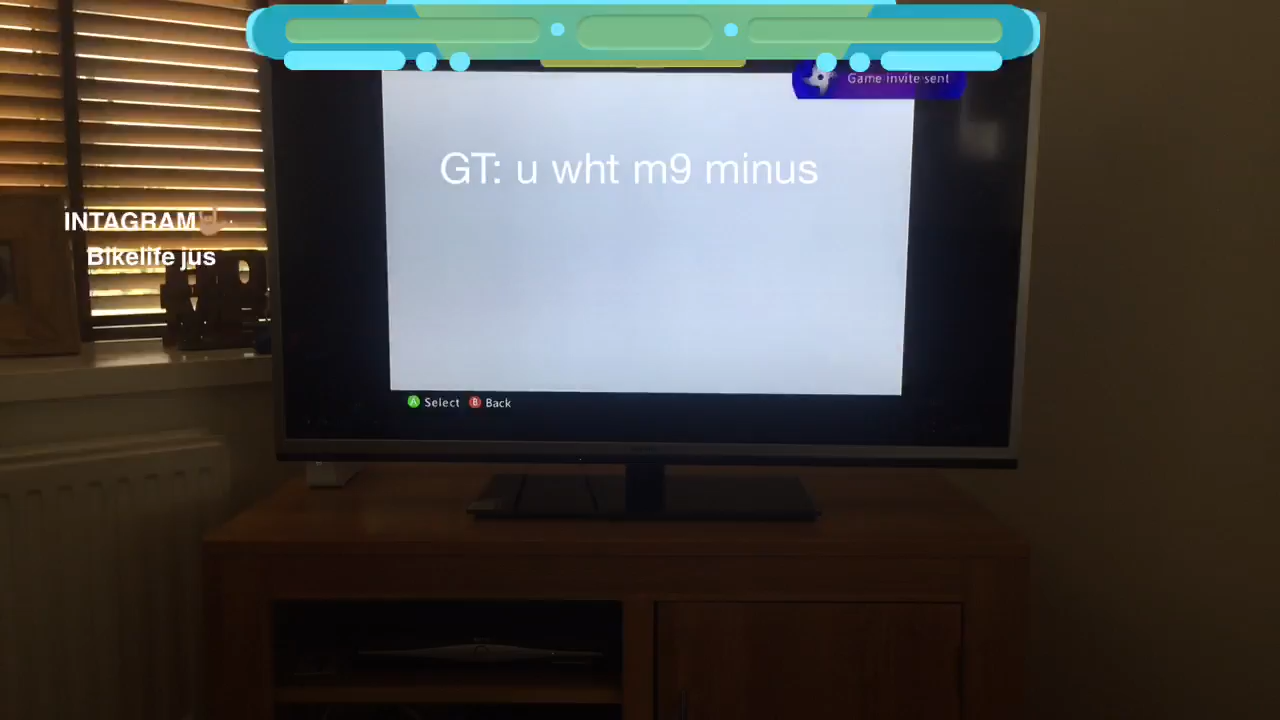 Game invite sent
GT: u wht m9 minus
INTAGRAM🤟🏼
Bikelife jus
A Select B Back